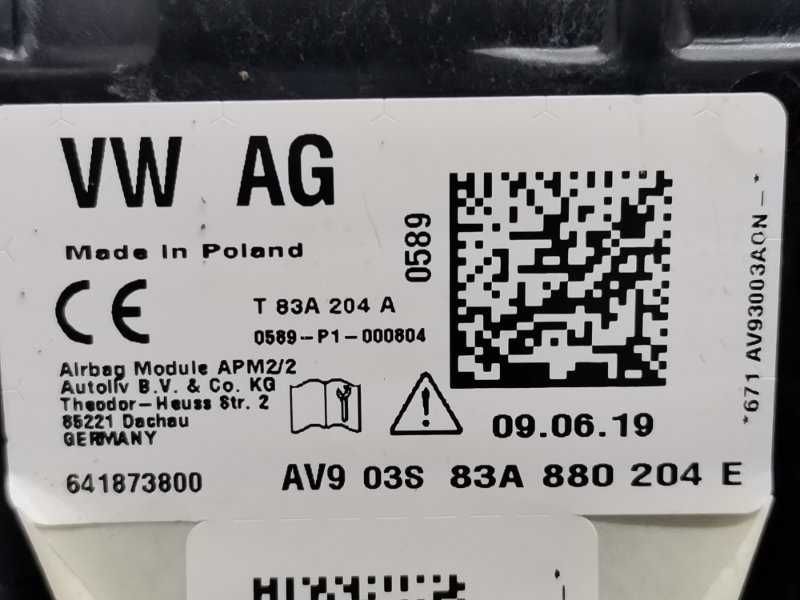 VW AG
Made in Poland
CE
T 83A 204 A
0589-P1-000804
0589
Airbag Module APM2/2
Autoliv B.V. & Co. KG
Theodor-Heuss Str. 2
85221 Dachau
GERMANY
641873800
09.06.19
AV9 03S 83A 880 204 E
*671 AV93003A0N-*